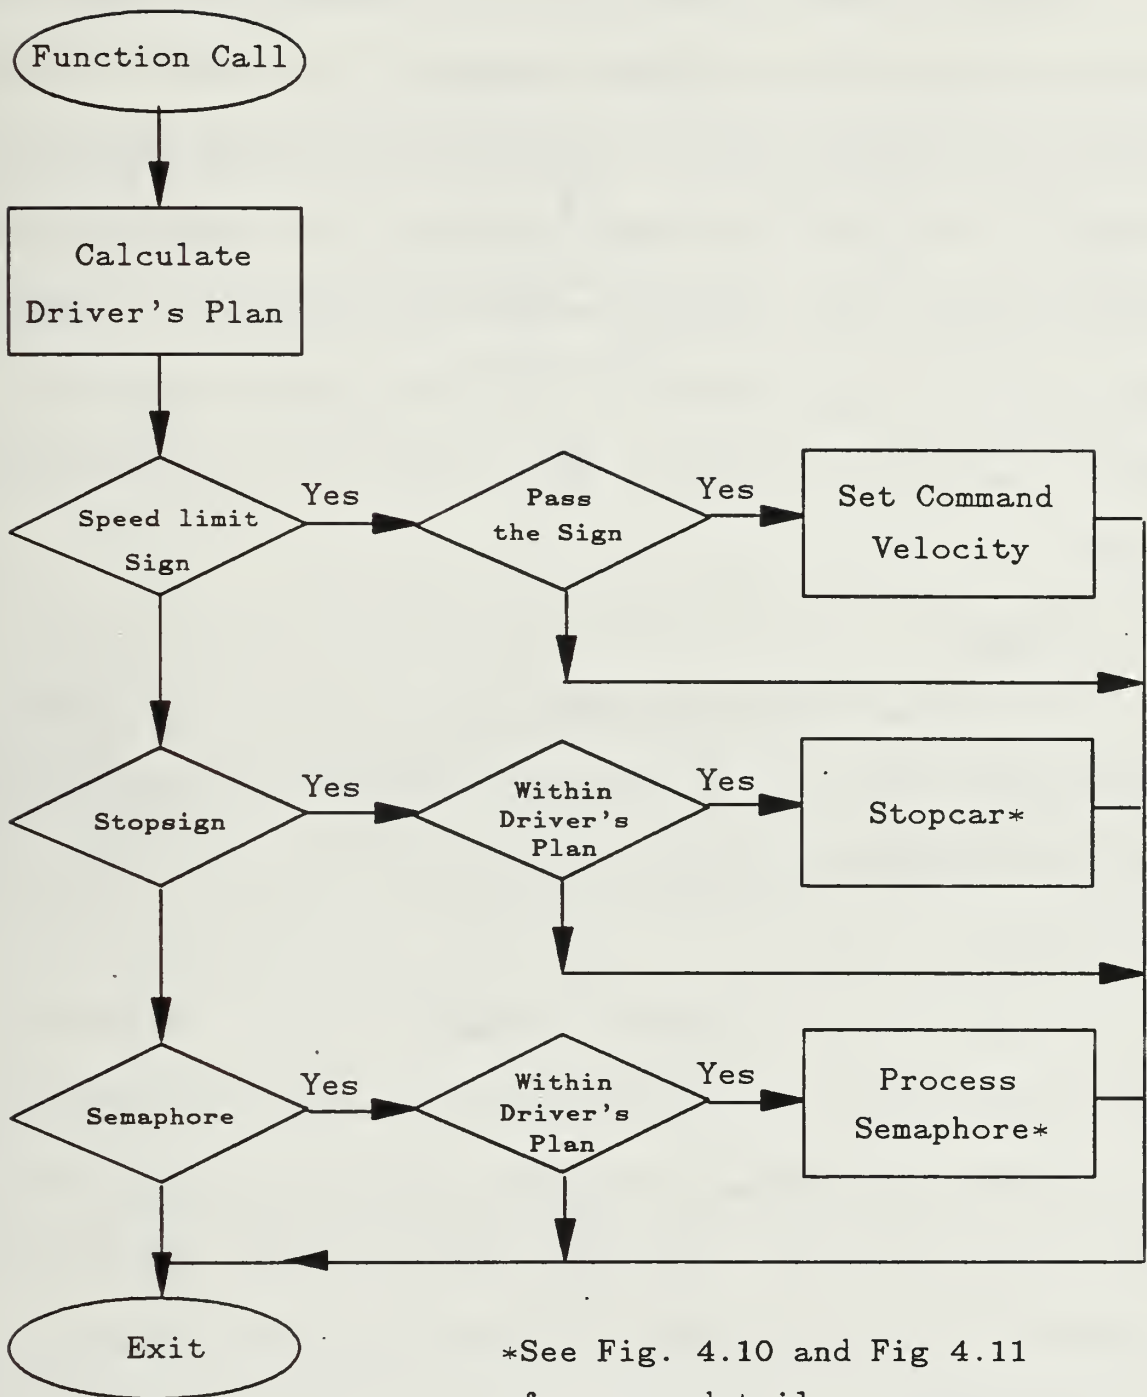 Function Call
Calculate
Driver's Plan
Speed limit
Sign
Yes
Pass
the Sign
Yes
Set Command
Velocity
Stopsign
Yes
Within
Driver's
Plan
Yes
Stopcar*
Semaphore
Yes
Within
Driver's
Plan
Yes
Process
Semaphore*
Exit
*See Fig. 4.10 and Fig 4.11